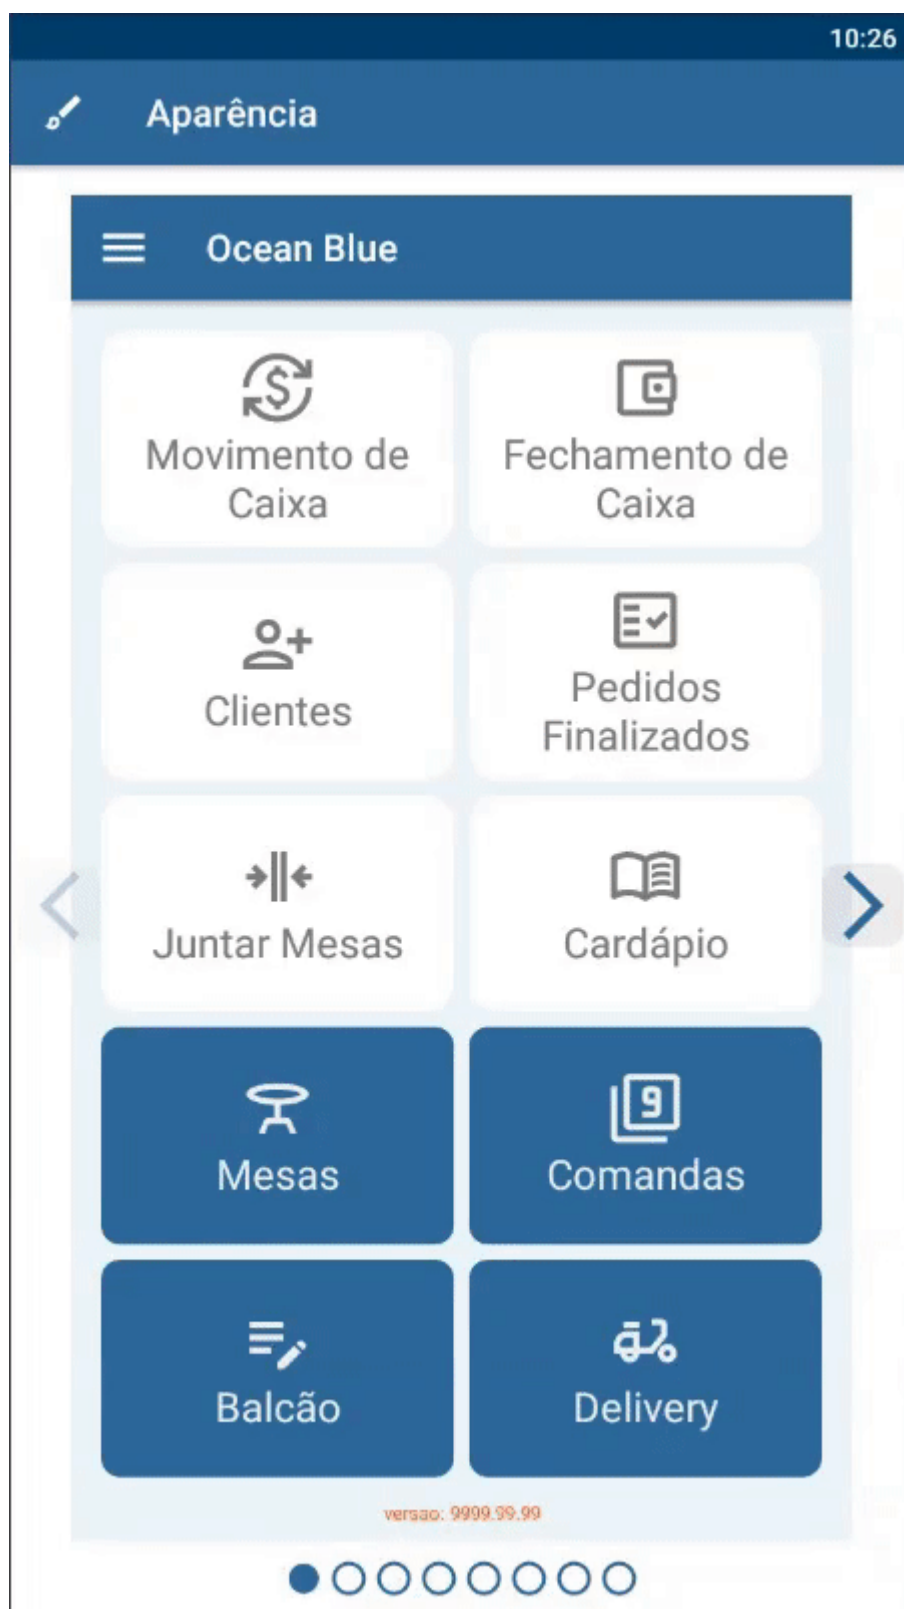 10:26
Aparência
Ocean Blue
Movimento de
Caixa
Fechamento de
Caixa
Clientes
Pedidos
Finalizados
Juntar Mesas
Cardápio
Mesas
9
Comandas
Balcão
Delivery
versao: 9999.99.99